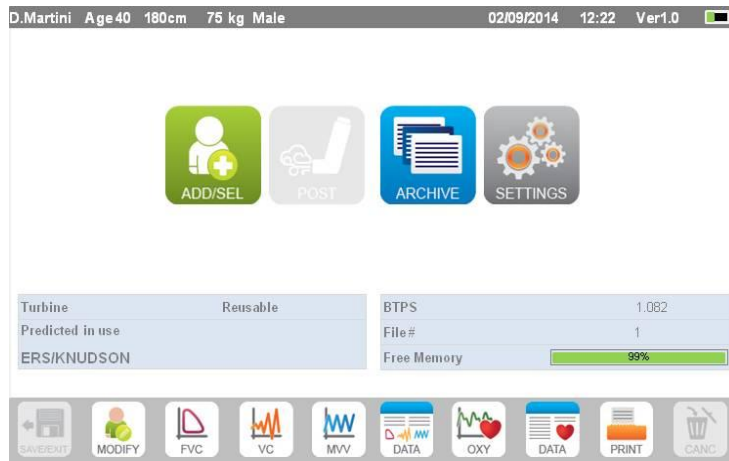 D.Martini Age40 180cm 75 kg Male 02/09/2014 12:22 Ver1.0
ADD/SEL POST ARCHIVE SETTINGS
Turbine Reusable
Predicted in use
ERS/KNUDSON
BTPS 1.082
File# 1
Free Memory 99%
SAVE/EXIT MODIFY FVC VC MVV DATA OXY DATA PRINT CANC